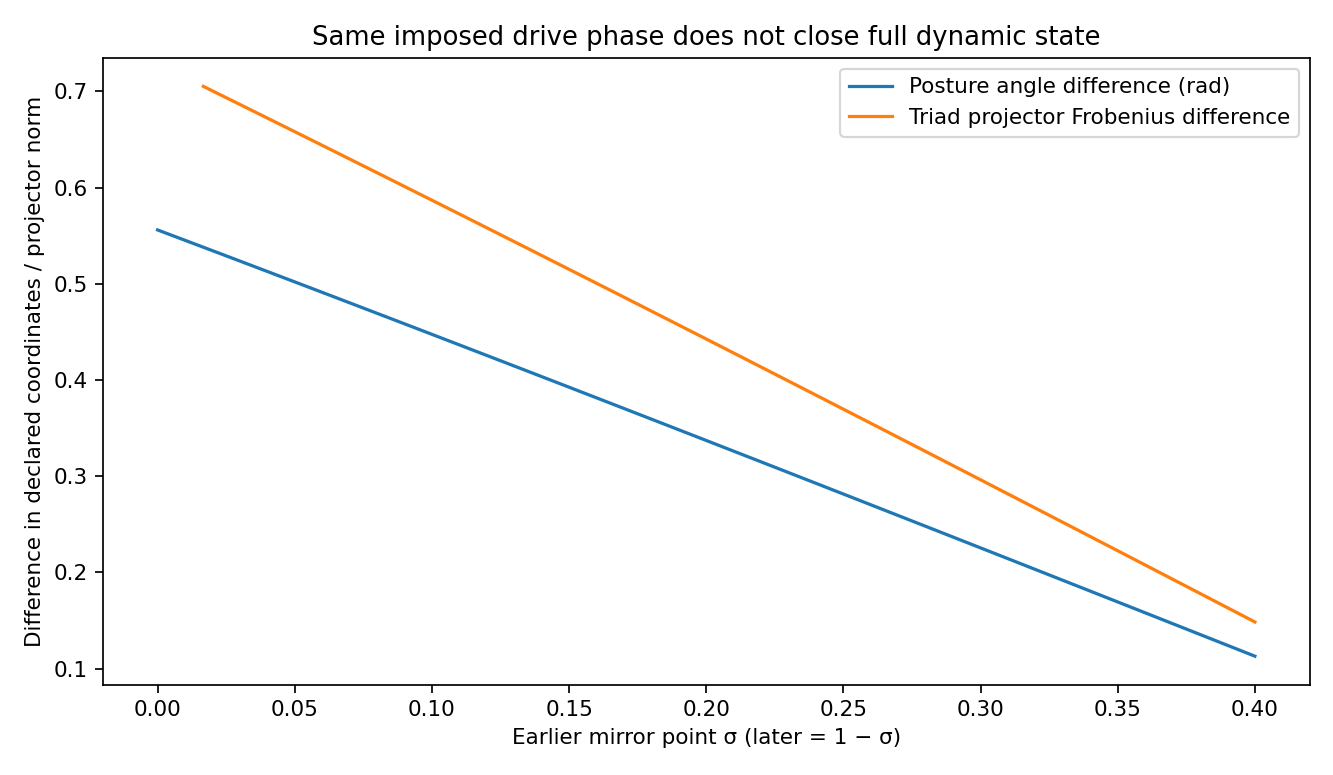 Same imposed drive phase does not close full dynamic state
Posture angle difference (rad)
Triad projector Frobenius difference
Difference in declared coordinates / projector norm
0.7
0.6
0.5
0.4
0.3
0.2
0.1
0.00 0.05 0.10 0.15 0.20 0.25 0.30 0.35 0.40
Earlier mirror point σ (later = 1 − σ)